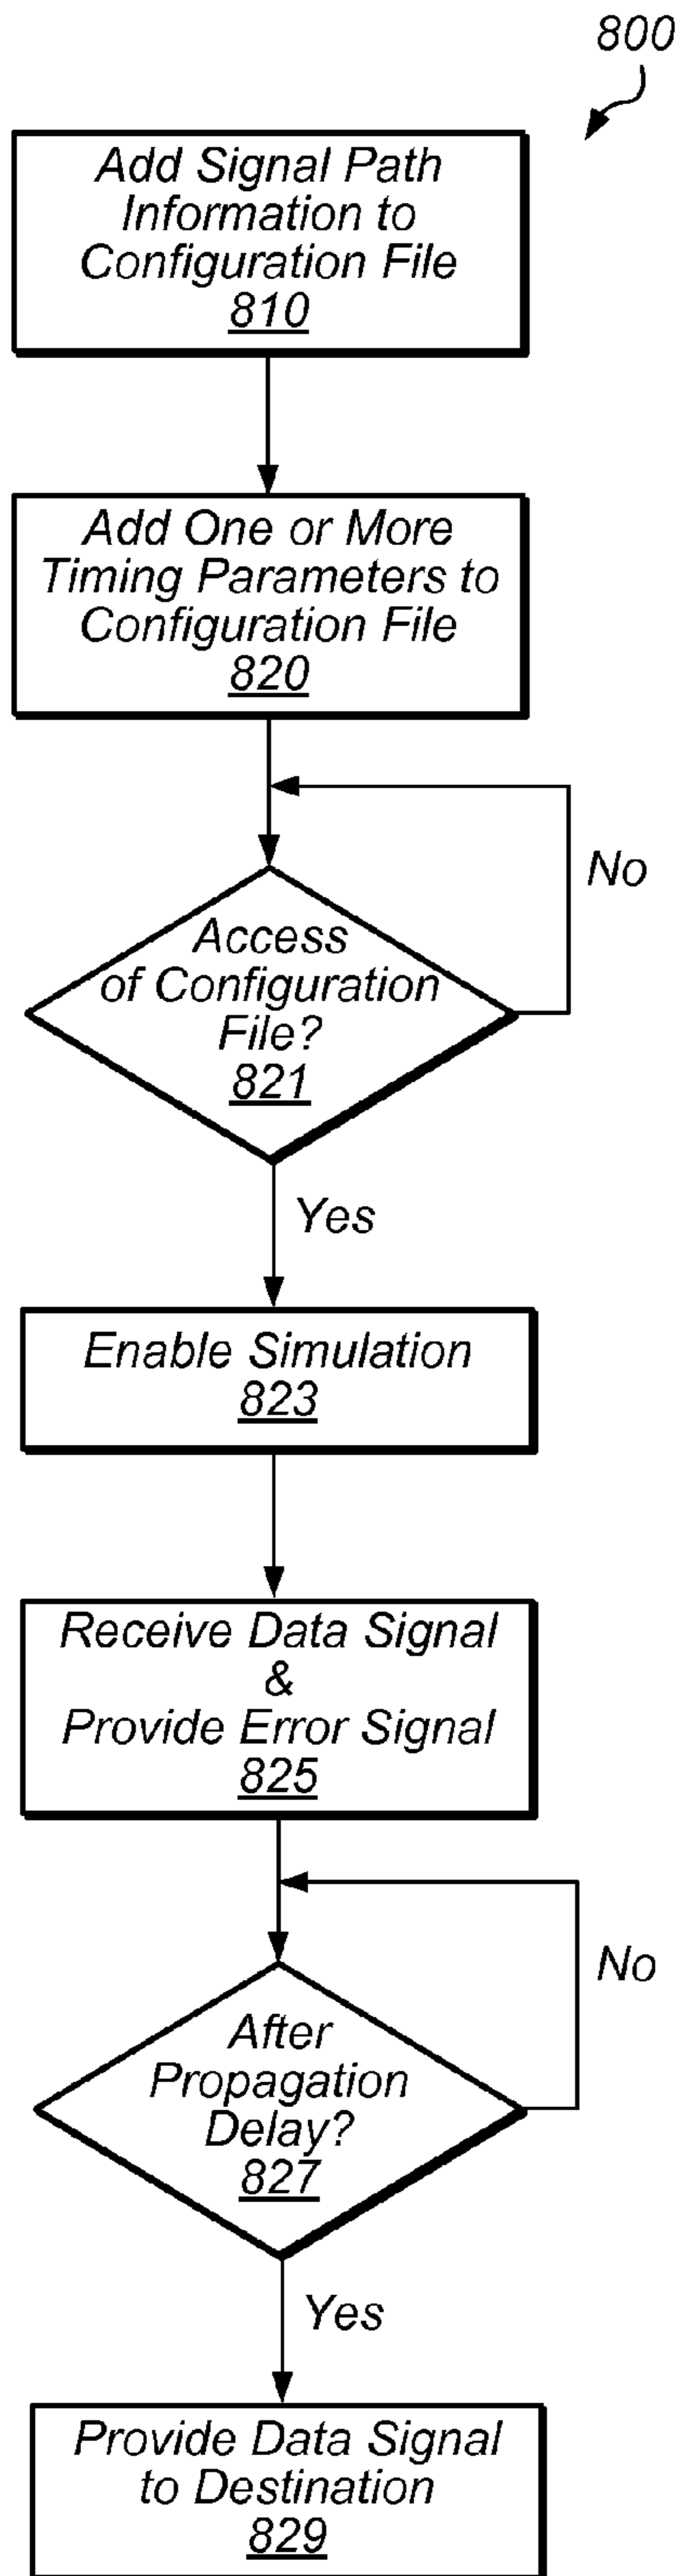 800
Add Signal Path
Information to
Configuration File
810
Add One or More
Timing Parameters to
Configuration File
820
No
Access
of Configuration
File?
821
Yes
Enable Simulation
823
Receive Data Signal
&
Provide Error Signal
825
No
After
Propagation
Delay?
827
Yes
Provide Data Signal
to Destination
829